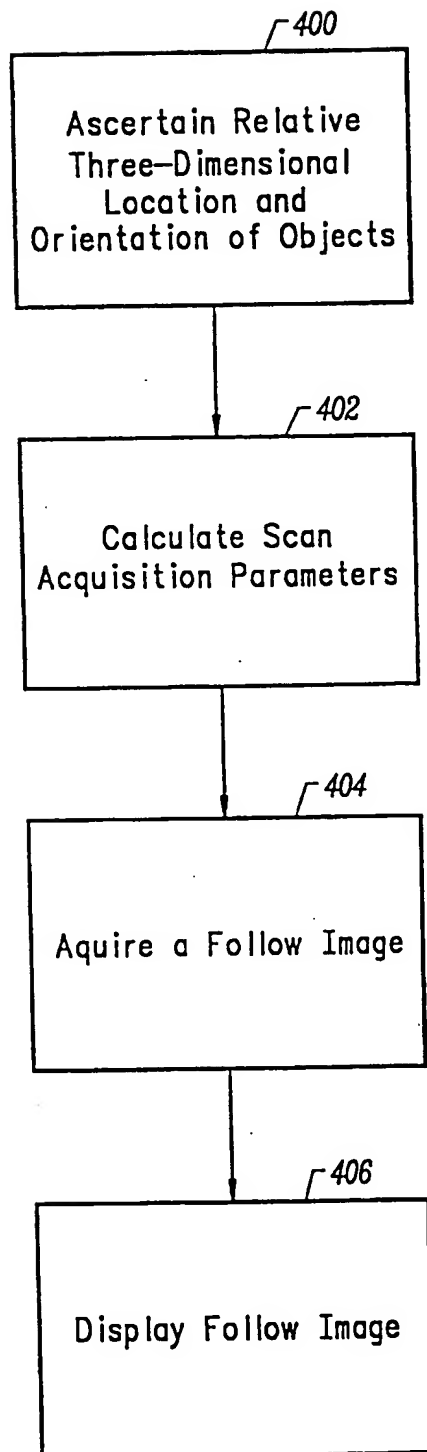 400
Ascertain Relative
Three-Dimensional
Location and
Orientation of Objects
402
Calculate Scan
Acquisition Parameters
404
Aquire a Follow Image
406
Display Follow Image